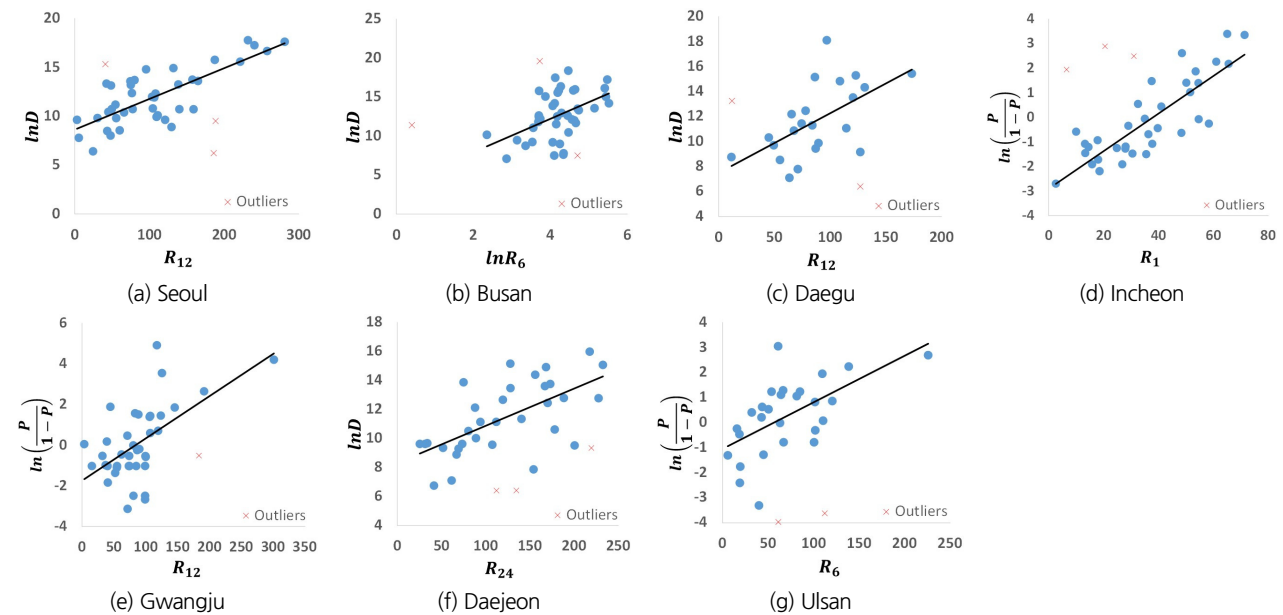 20
15
10
5
0
lnD
0 100 200 300
R₁₂
× Outliers
(a) Seoul
25
20
15
10
5
0
lnD
0 2 4 6
lnR₆
× Outliers
(b) Busan
20
18
16
14
12
10
8
6
4
lnD
0 50 100 150 200
R₁₂
× Outliers
(c) Daegu
4
3
2
1
0
-1
-2
-3
-4
ln(P/(1 − P))
0 20 40 60 80
R₁
× Outliers
(d) Incheon
6
4
2
0
-2
-4
ln(P/(1 − P))
0 50 100 150 200 250 300 350
R₁₂
× Outliers
(e) Gwangju
18
16
14
12
10
8
6
4
lnD
0 50 100 150 200 250
R₂₄
× Outliers
(f) Daejeon
4
3
2
1
0
-1
-2
-3
-4
ln(P/(1 − P))
0 50 100 150 200 250
R₆
× Outliers
(g) Ulsan